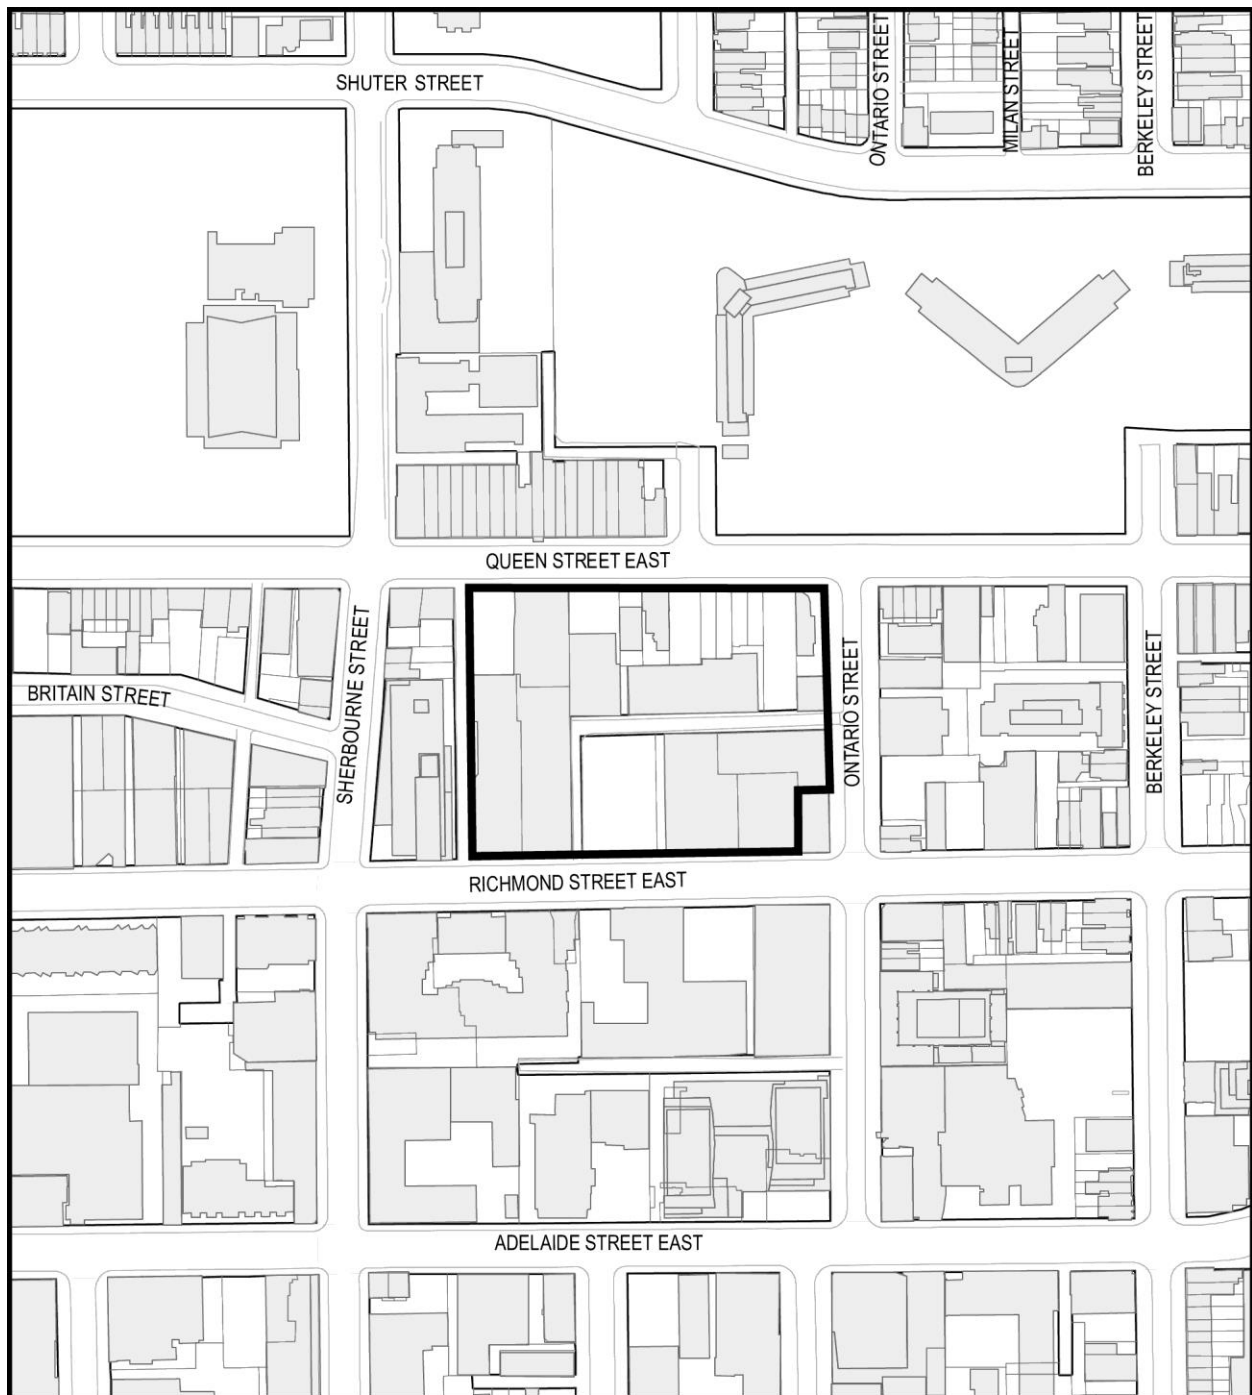 SHUTER STREET
ONTARIO STREET
MILAN STREET
BERKELEY STREET
QUEEN STREET EAST
SHERBOURNE STREET
BRITAIN STREET
ONTARIO STREET
BERKELEY STREET
RICHMOND STREET EAST
ADELAIDE STREET EAST